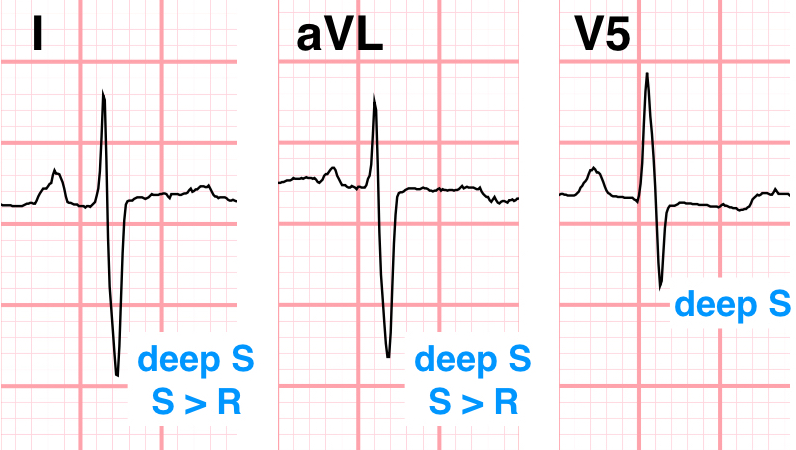 I
aVL
V5
deep S
S > R
deep S
S > R
deep S